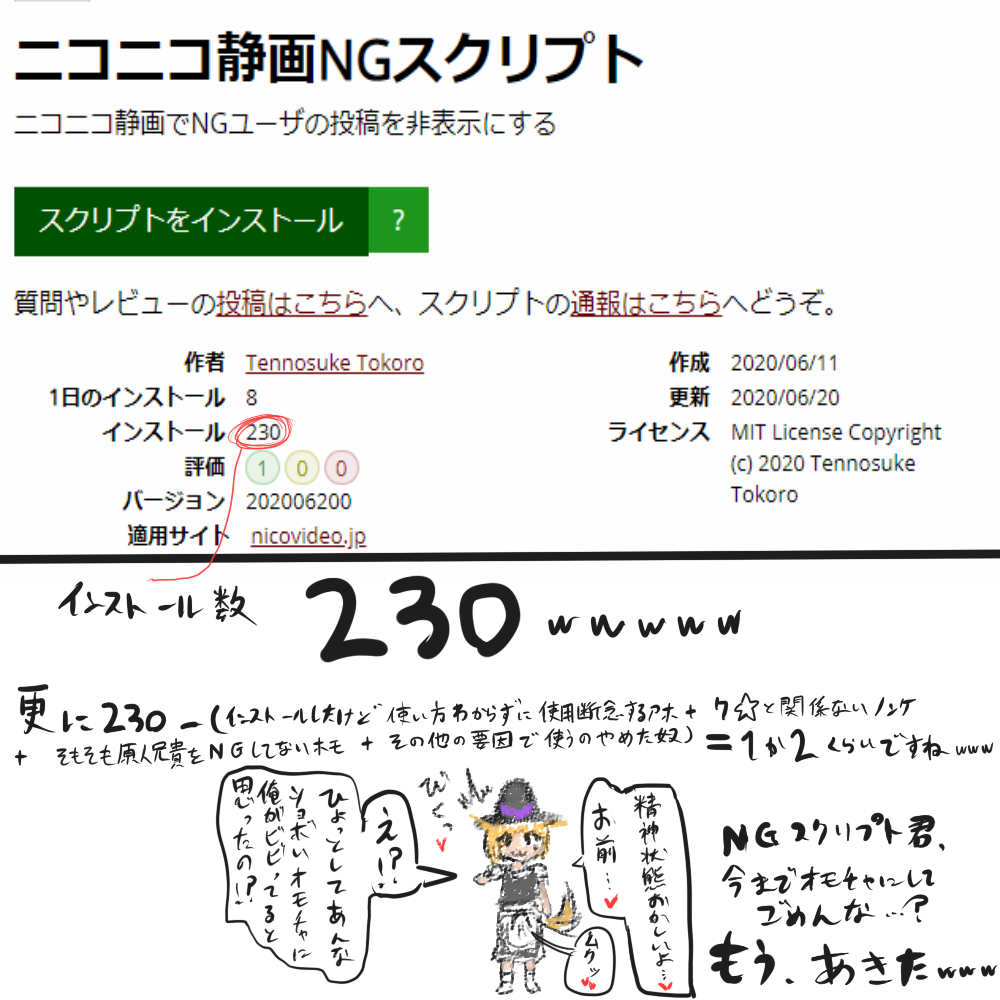 ニコニコ静画NGスクリプト
ニコニコ静画でNGユーザの投稿を非表示にする
スクリプトをインストール ?
質問やレビューの投稿はこちらへ、スクリプトの通報はこちらへどうぞ。
作者 Tennosuke Tokoro
1日のインストール 8
インストール 230
評価 1 0 0
バージョン 202006200
適用サイト nicovideo.jp
作成 2020/06/11
更新 2020/06/20
ライセンス MIT License Copyright
(c) 2020 Tennosuke
Tokoro
インストール数 230 wwwww
更に230-(インストールしたけど使い方わからずに使用断念するアホ+ク☆と関係ないノンケ
+そもそも原人兄貴をNGしてないホモ+その他の要因で使うのやめた奴)=1か2くらいですねwww
精神状態おかしいよ…♥
お前…♥
ムクッ♥♥
びくっ♥
え!?
ひょっとしてあんな
ショボいオモチャに
俺がビビってると
思ったの!?
NGスクリプト君、
今までオモチャにして
ごめんな…?
もう、あきたwww